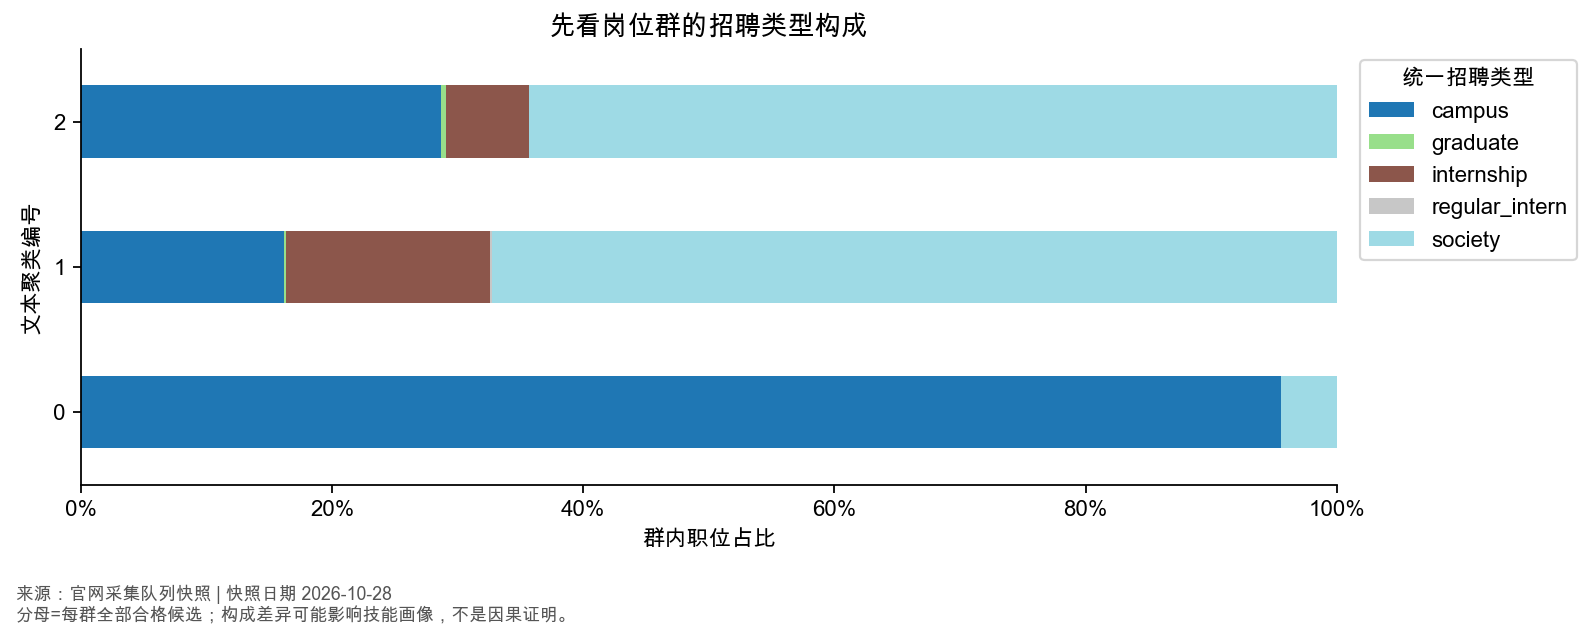 先看岗位群的招聘类型构成
文本聚类编号
2
1
0
0%
20%
40%
60%
80%
100%
群内职位占比
统一招聘类型
campus
graduate
internship
regular_intern
society
来源：官网采集队列快照 | 快照日期 2026-10-28
分母=每群全部合格候选；构成差异可能影响技能画像，不是因果证明。